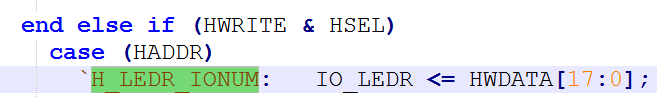 end else if (HWRITE & HSEL)
case (HADDR)
`H_LEDR_IONUM: IO_LEDR <= HWDATA[17:0];